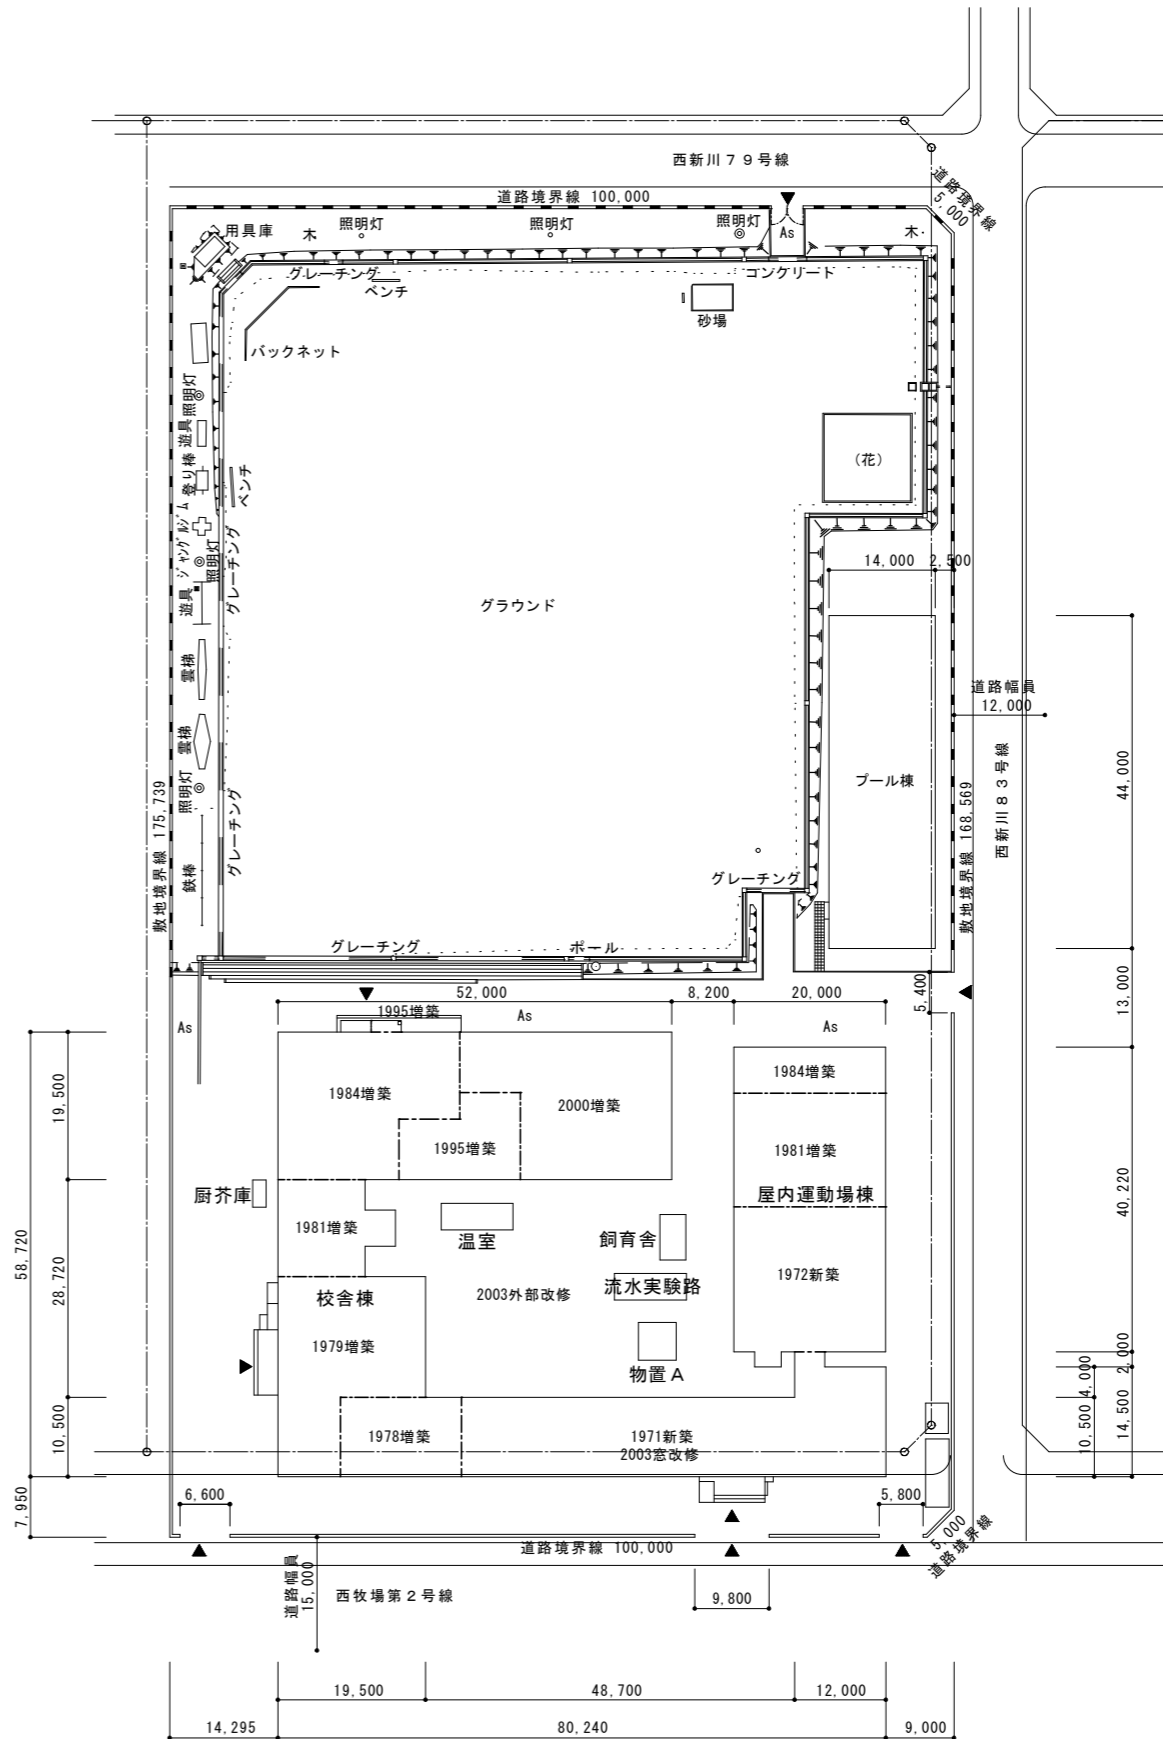 西新川７９号線
道路境界線 100,000
道路境界線
5,000
用具庫
木
照明灯
照明灯
照明灯
As
木
グレーチング
ベンチ
コンクリート
砂場
バックネット
照明灯
遊具
登り棒
ベンチ
(花)
ジャングルジム
照明灯
グレーチング
遊具
14,000
2,500
グラウンド
雲梯
道路幅員
12,000
雲梯
西新川８３号線
44,000
照明灯
敷地境界線 175,739
グレーチング
プール棟
敷地境界線 168,569
鉄棒
グレーチング
グレーチング
ポール
52,000
8,200
20,000
5,400
13,000
1995増築
As
As
As
19,500
1984増築
2000増築
1984増築
1995増築
1981増築
厨芥庫
屋内運動場棟
40,220
1981増築
温室
飼育舎
58,720
28,720
2003外部改修
流水実験路
1972新築
校舎棟
1979増築
物置Ａ
2,000
4,000
10,500
1978増築
1971新築
2003窓改修
10,500
14,500
7,950
6,600
5,800
5,000
道路境界線
道路境界線 100,000
道路幅員
15,000
西牧場第２号線
9,800
19,500
48,700
12,000
14,295
80,240
9,000